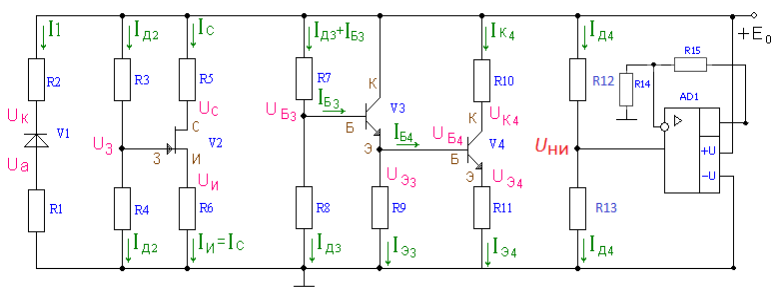 I1
IД2
IС
IД3+IБ3
IК4
IД4
+E0
R2
R3
R5
R7
R10
R12
R14
R15
AD1
UК
V1
UС
С
UБ3
IБ3
К
V3
Б
UБ4
К
UК4
Uа
UЗ
З
V2
И
Э
IБ4
Б
V4
Uни
+U
-U
UИ
UЭ3
Э
UЭ4
R1
R4
R6
R8
R9
R11
R13
IД2
IИ=IС
IД3
IЭ3
IЭ4
IД4